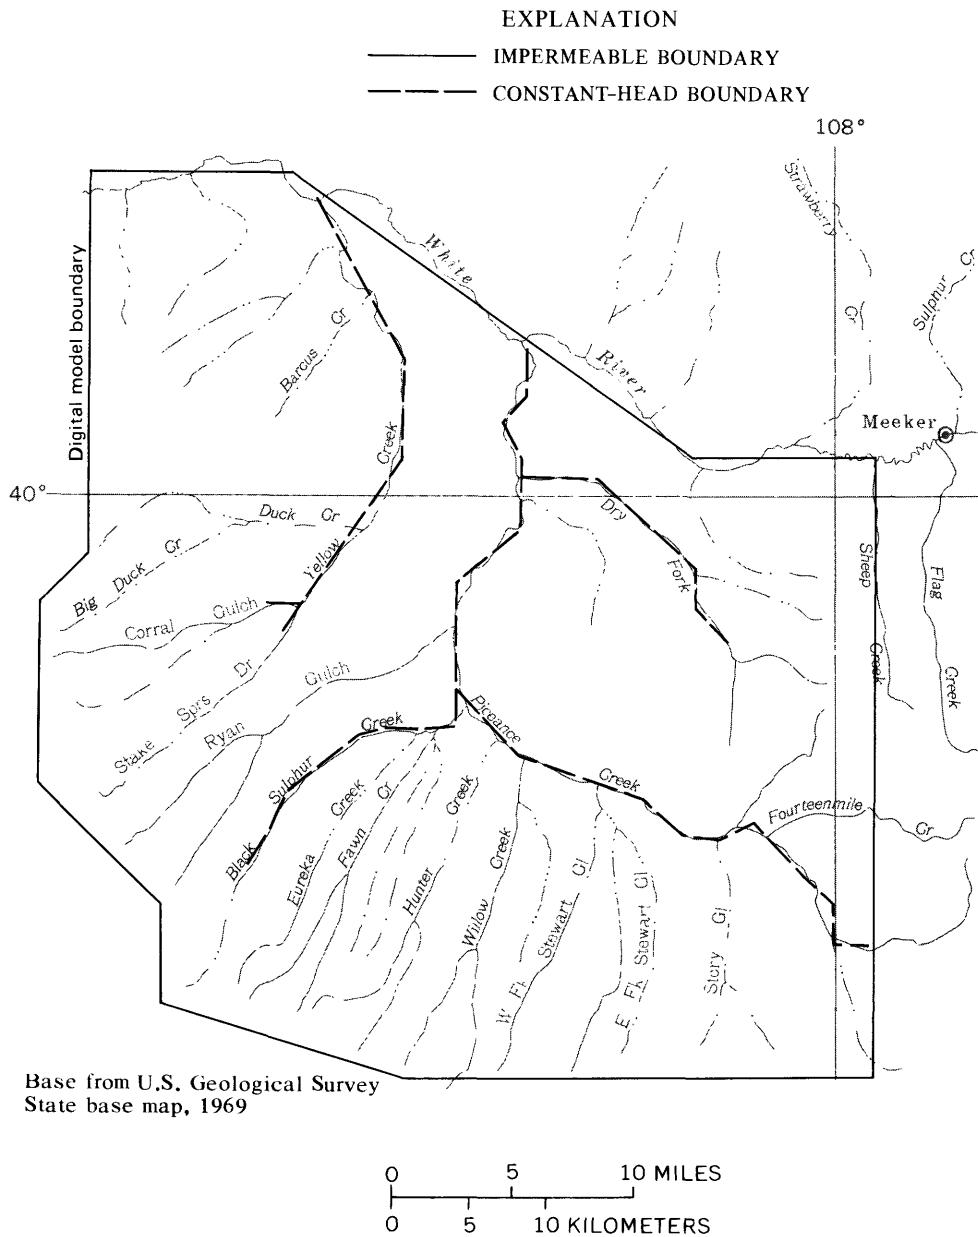 EXPLANATION
IMPERMEABLE BOUNDARY
CONSTANT-HEAD BOUNDARY
108°
Strawberry
Cr
Sulphur
Cr
White
River
Digital model boundary
Barcus
Cr
Meeker
Creek
40°
Duck Cr
Dry
Fork
Big Duck Cr
Yellow
Sheep
Creek
Flag
Creek
Corral Gulch
Stake Sprs Dr
Ryan Gulch
Piceance
Creek
Black Sulphur Creek
Fourteenmile
Cr
Eureka Creek
Fawn Cr
Hunter Creek
Willow Creek
W Fk Stewart Gl
E Fk Stewart Gl
Story Gl
Base from U.S. Geological Survey
State base map, 1969
0 5 10 MILES
0 5 10 KILOMETERS